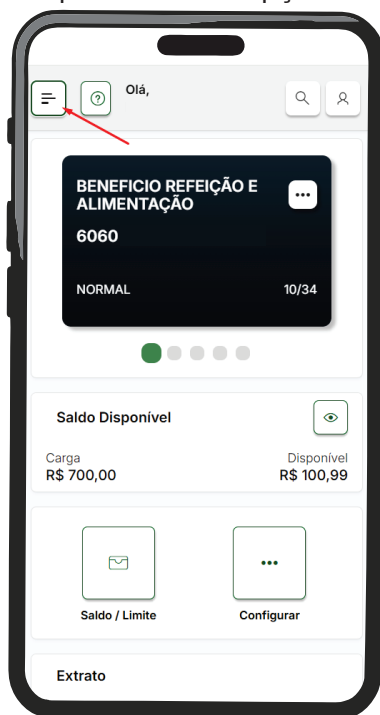 Olá,
BENEFICIO REFEIÇÃO E
ALIMENTAÇÃO
6060
NORMAL 10/34
Saldo Disponível
Carga Disponível
R$ 700,00 R$ 100,99
Saldo / Limite Configurar
Extrato